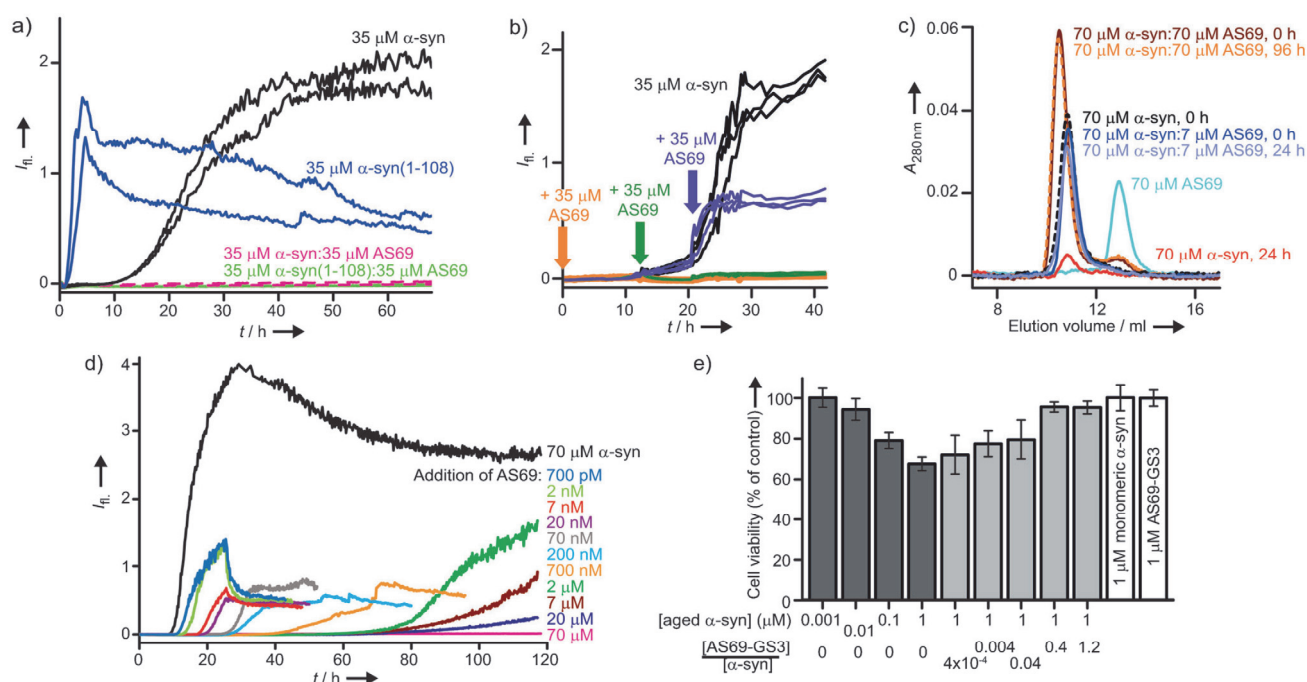 a)
35 µM α-syn
2
1
0
I fl.
35 µM α-syn(1-108)
35 µM α-syn:35 µM AS69
35 µM α-syn(1-108):35 µM AS69
0 10 20 30 40 50 60
t / h
b)
2
1
0
I fl.
35 µM α-syn
+ 35 µM
AS69
+ 35 µM
AS69
+ 35 µM
AS69
0 10 20 30 40
t / h
c)
0.06
0.04
0.02
0
A280nm
70 µM α-syn:70 µM AS69, 0 h
70 µM α-syn:70 µM AS69, 96 h
70 µM α-syn, 0 h
70 µM α-syn:7 µM AS69, 0 h
70 µM α-syn:7 µM AS69, 24 h
70 µM AS69
70 µM α-syn, 24 h
8 12 16
Elution volume / ml
d)
4
3
2
1
0
I fl.
70 µM α-syn
Addition of AS69: 700 pM
2 nM
7 nM
20 nM
70 nM
200 nM
700 nM
2 µM
7 µM
20 µM
70 µM
0 20 40 60 80 100 120
t / h
e)
Cell viability (% of control)
100
80
60
40
20
0
1 µM monomeric α-syn
1 µM AS69-GS3
[aged α-syn] (µM) 0.001 0.01 0.1 1 1 1 1 1 1
[AS69-GS3]
[α-syn]
0 0 0 0 4x10⁻⁴ 0.004 0.04 0.4 1.2